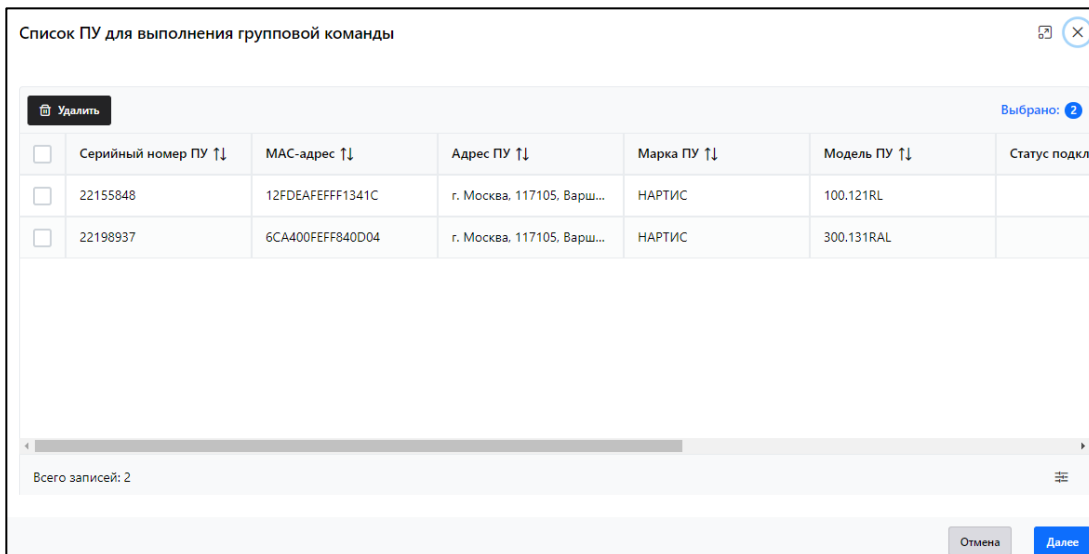 Список ПУ для выполнения групповой команды
Удалить Выбрано: 2
Серийный номер ПУ МАС-адрес Адрес ПУ Марка ПУ Модель ПУ Статус подкл
22155848 12FDEAFEFFF1341C г. Москва, 117105, Варш... НАРТИС 100.121RL
22198937 6CA400FEFF840D04 г. Москва, 117105, Варш... НАРТИС 300.131RAL
Всего записей: 2
Отмена Далее